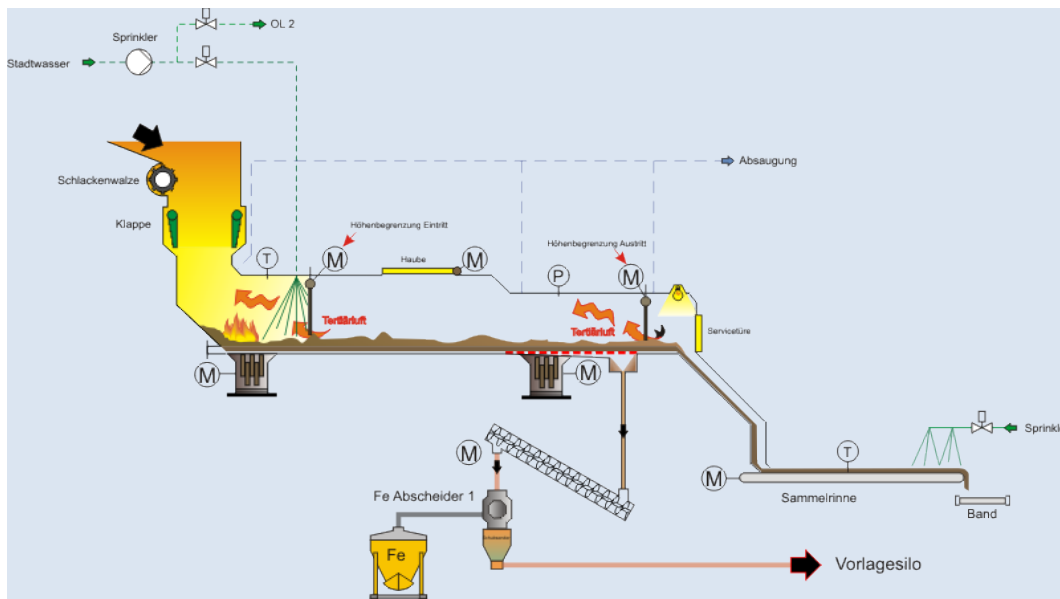 OL 2
Sprinkler
Stadtwasser
Absaugung
Schlackenwalze
Klappe
Höhenbegrenzung Eintritt
Höhenbegrenzung Austritt
M
M
Haube
M
T
P
Tertiärluft
Tertiärluft
Servicetüre
M
M
Sprinkl
M
T
M
Sammelrinne
Band
Fe Abscheider 1
Fe
Vorlagesilo